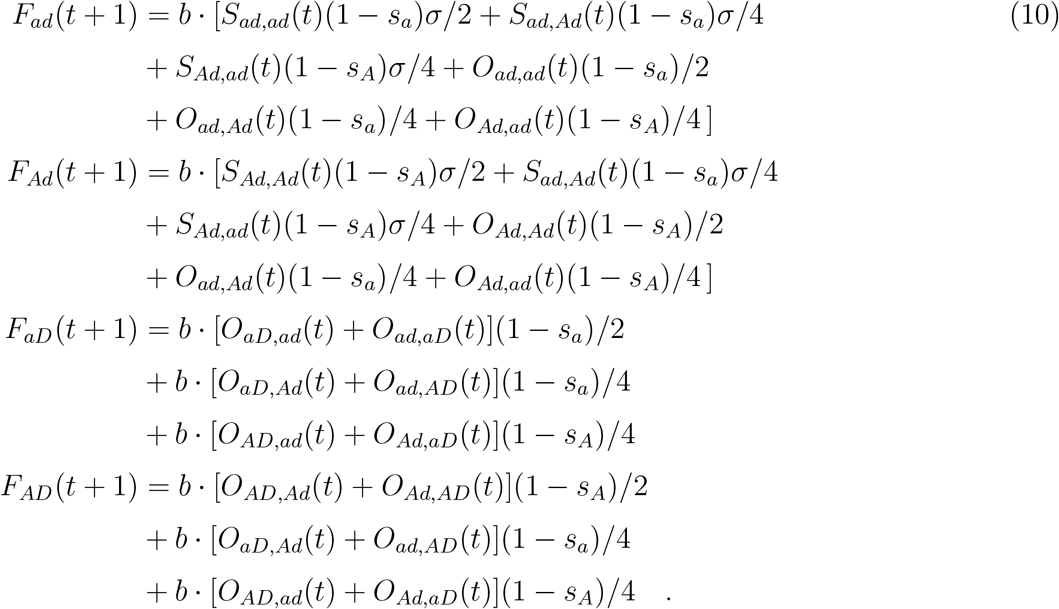 F_{ad}(t + 1) = b · [S_{ad,ad}(t)(1 − s_a)σ/2 + S_{ad,Ad}(t)(1 − s_a)σ/4 (10)
+ S_{Ad,ad}(t)(1 − s_A)σ/4 + O_{ad,ad}(t)(1 − s_a)/2
+ O_{ad,Ad}(t)(1 − s_a)/4 + O_{Ad,ad}(t)(1 − s_A)/4 ]
F_{Ad}(t + 1) = b · [S_{Ad,Ad}(t)(1 − s_A)σ/2 + S_{ad,Ad}(t)(1 − s_a)σ/4
+ S_{Ad,ad}(t)(1 − s_A)σ/4 + O_{Ad,Ad}(t)(1 − s_A)/2
+ O_{ad,Ad}(t)(1 − s_a)/4 + O_{Ad,ad}(t)(1 − s_A)/4 ]
F_{aD}(t + 1) = b · [O_{aD,ad}(t) + O_{ad,aD}(t)](1 − s_a)/2
+ b · [O_{aD,Ad}(t) + O_{ad,AD}(t)](1 − s_a)/4
+ b · [O_{AD,ad}(t) + O_{Ad,aD}(t)](1 − s_A)/4
F_{AD}(t + 1) = b · [O_{AD,Ad}(t) + O_{Ad,AD}(t)](1 − s_A)/2
+ b · [O_{aD,Ad}(t) + O_{ad,AD}(t)](1 − s_a)/4
+ b · [O_{AD,ad}(t) + O_{Ad,aD}(t)](1 − s_A)/4 .